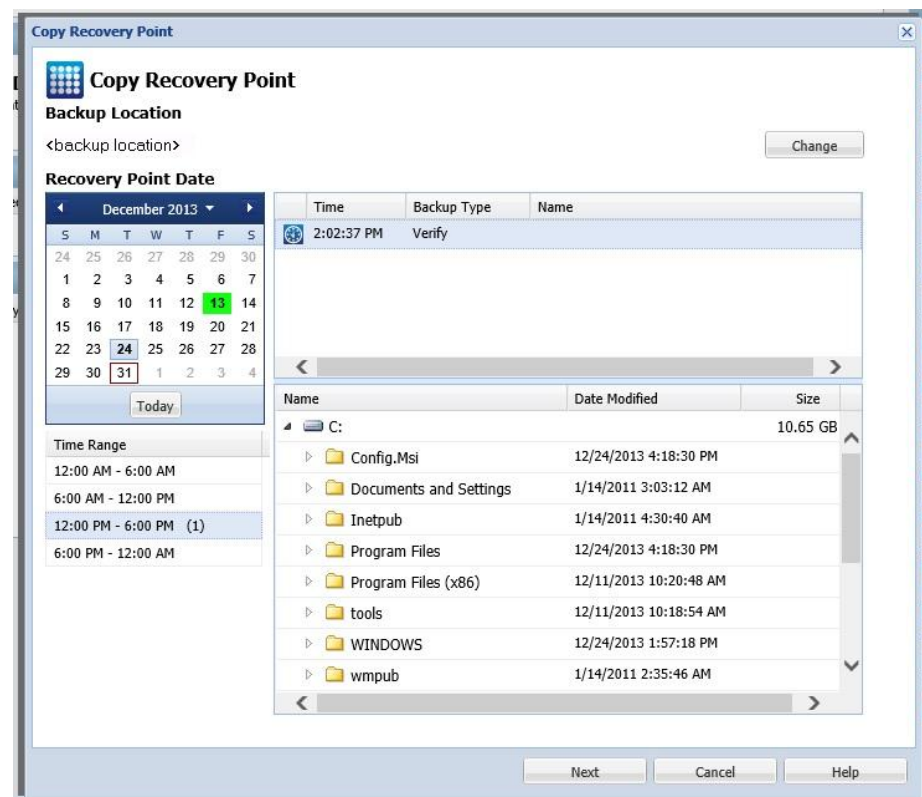 Copy Recovery Point
Copy Recovery Point
Backup Location
<backup location>
Change
Recovery Point Date
December 2013
S M T W T F S
24 25 26 27 28 29 30
1 2 3 4 5 6 7
8 9 10 11 12 13 14
15 16 17 18 19 20 21
22 23 24 25 26 27 28
29 30 31 1 2 3 4
Today
Time Range
12:00 AM - 6:00 AM
6:00 AM - 12:00 PM
12:00 PM - 6:00 PM (1)
6:00 PM - 12:00 AM
Time Backup Type Name
2:02:37 PM Verify
Name Date Modified Size
C: 10.65 GB
Config.Msi 12/24/2013 4:18:30 PM
Documents and Settings 1/14/2011 3:03:12 AM
Inetpub 1/14/2011 4:30:40 AM
Program Files 12/24/2013 4:18:30 PM
Program Files (x86) 12/11/2013 10:20:48 AM
tools 12/11/2013 10:18:54 AM
WINDOWS 12/24/2013 1:57:18 PM
wmpub 1/14/2011 2:35:46 AM
Next Cancel Help